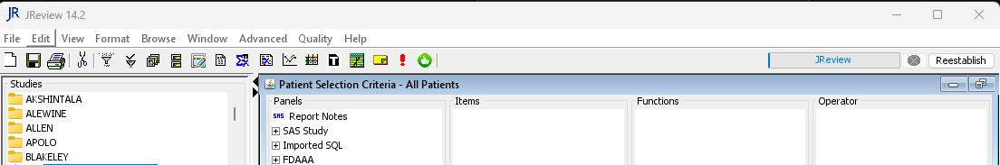 JR JReview 14.2
File Edit View Format Browse Window Advanced Quality Help
JReview Reestablish
Studies
AKSHINTALA
ALEWINE
ALLEN
APOLO
BLAKELEY
Patient Selection Criteria - All Patients
Panels Items Functions Operator
SAS Report Notes
SAS Study
Imported SQL
FDAAA